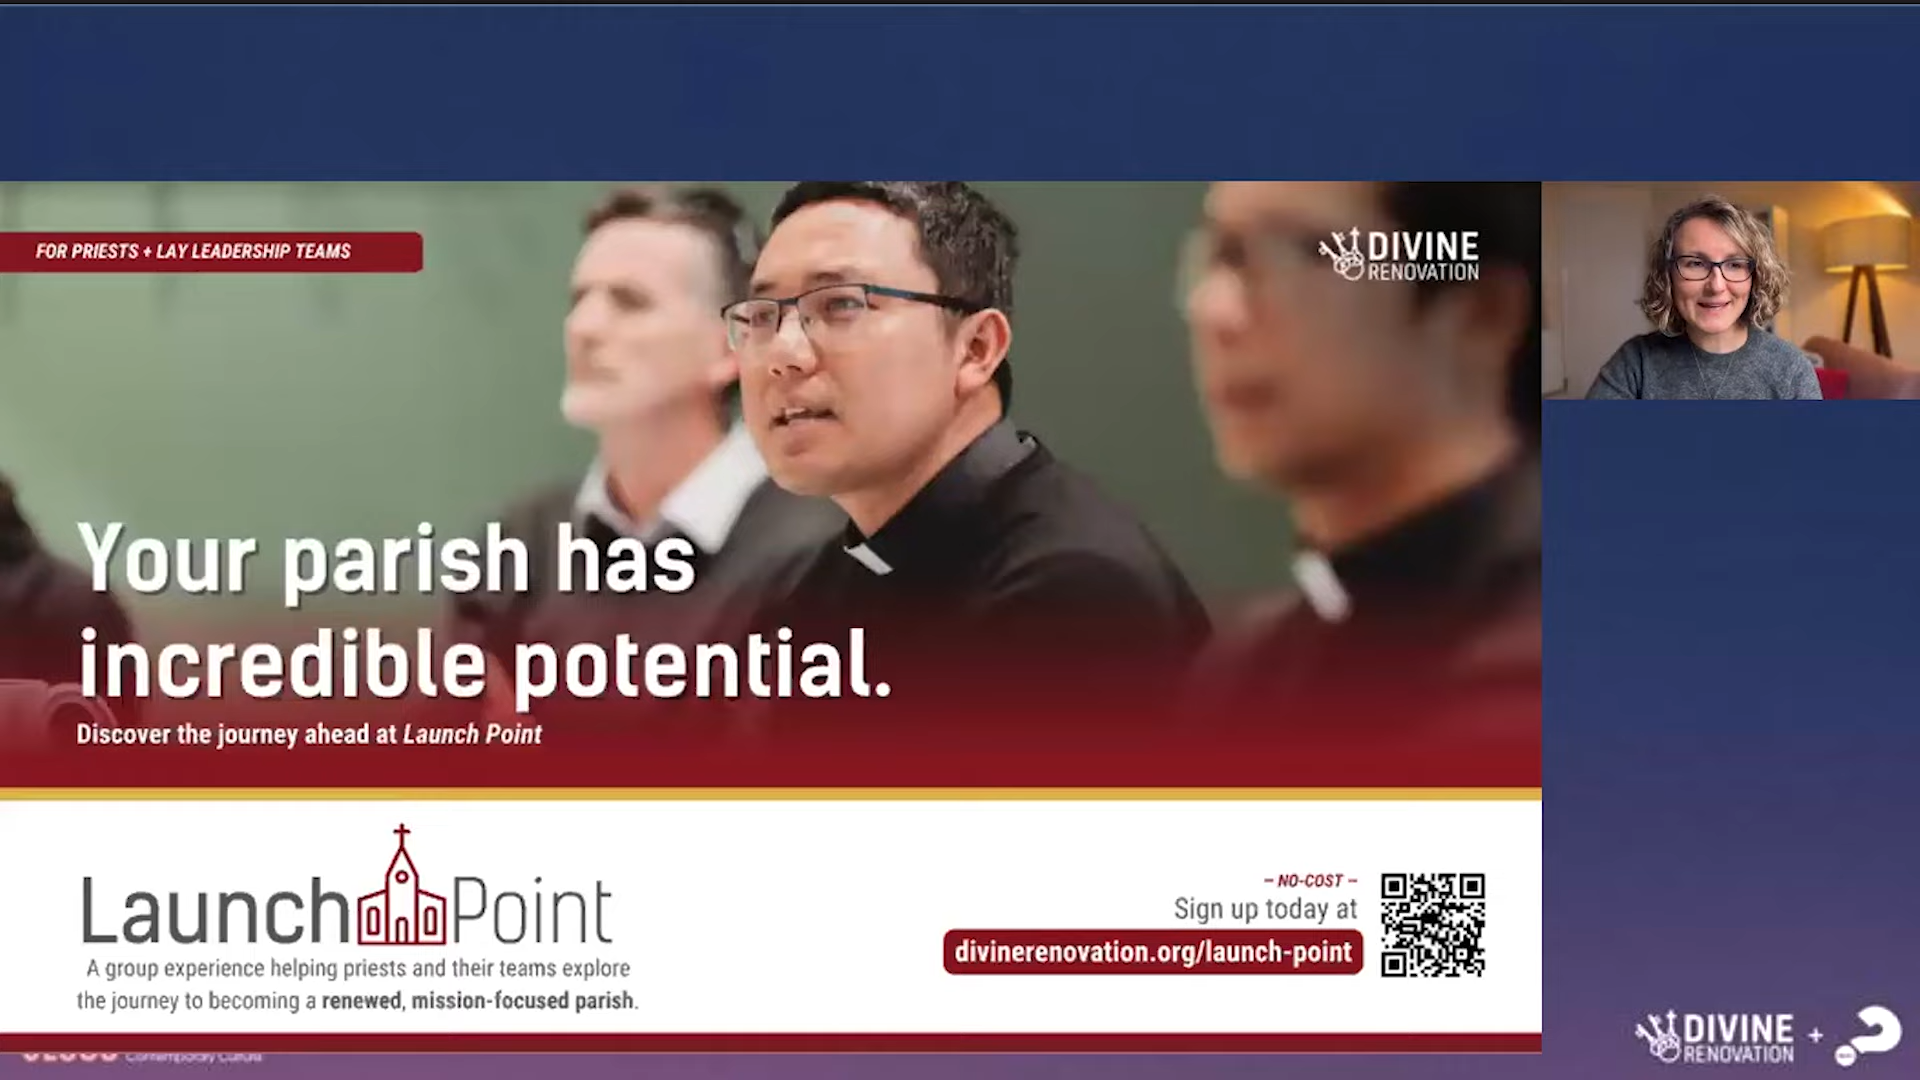 FOR PRIESTS + LAY LEADERSHIP TEAMS
DIVINE
RENOVATION
Your parish has
incredible potential.
Discover the journey ahead at Launch Point
Launch Point
A group experience helping priests and their teams explore
the journey to becoming a renewed, mission-focused parish.
– NO-COST –
Sign up today at
divinerenovation.org/launch-point
Contemporary Culture
DIVINE
RENOVATION
+